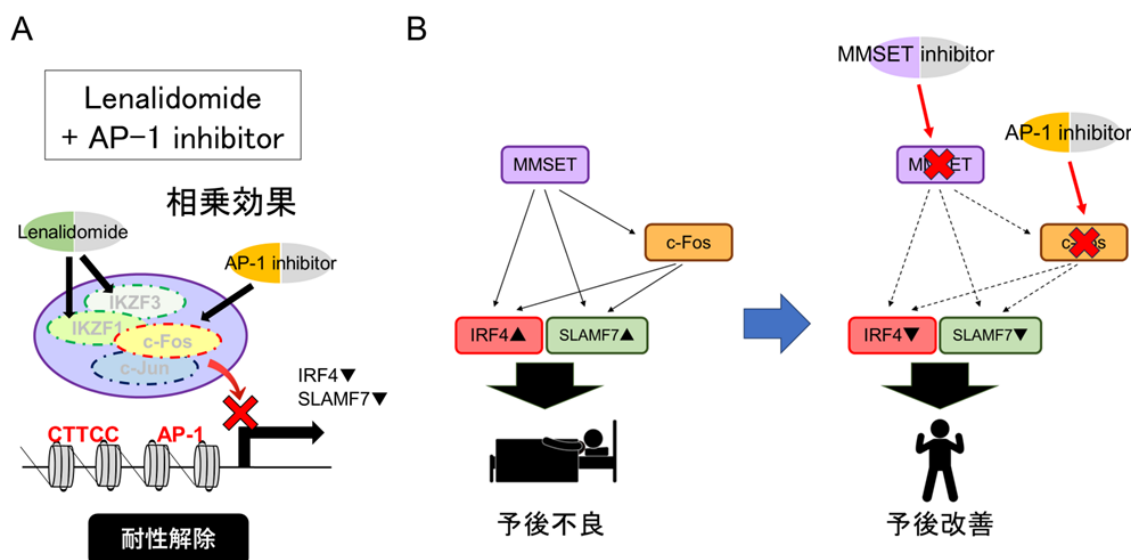 A
Lenalidomide
+ AP-1 inhibitor
相乗効果
Lenalidomide
AP-1 inhibitor
IKZF3
IKZF1
c-Fos
c-Jun
IRF4▼
SLAMF7▼
CTTCC
AP-1
耐性解除
B
MMSET
c-Fos
IRF4▲
SLAMF7▲
予後不良
MMSET inhibitor
AP-1 inhibitor
MMSET
c-Fos
IRF4▼
SLAMF7▼
予後改善